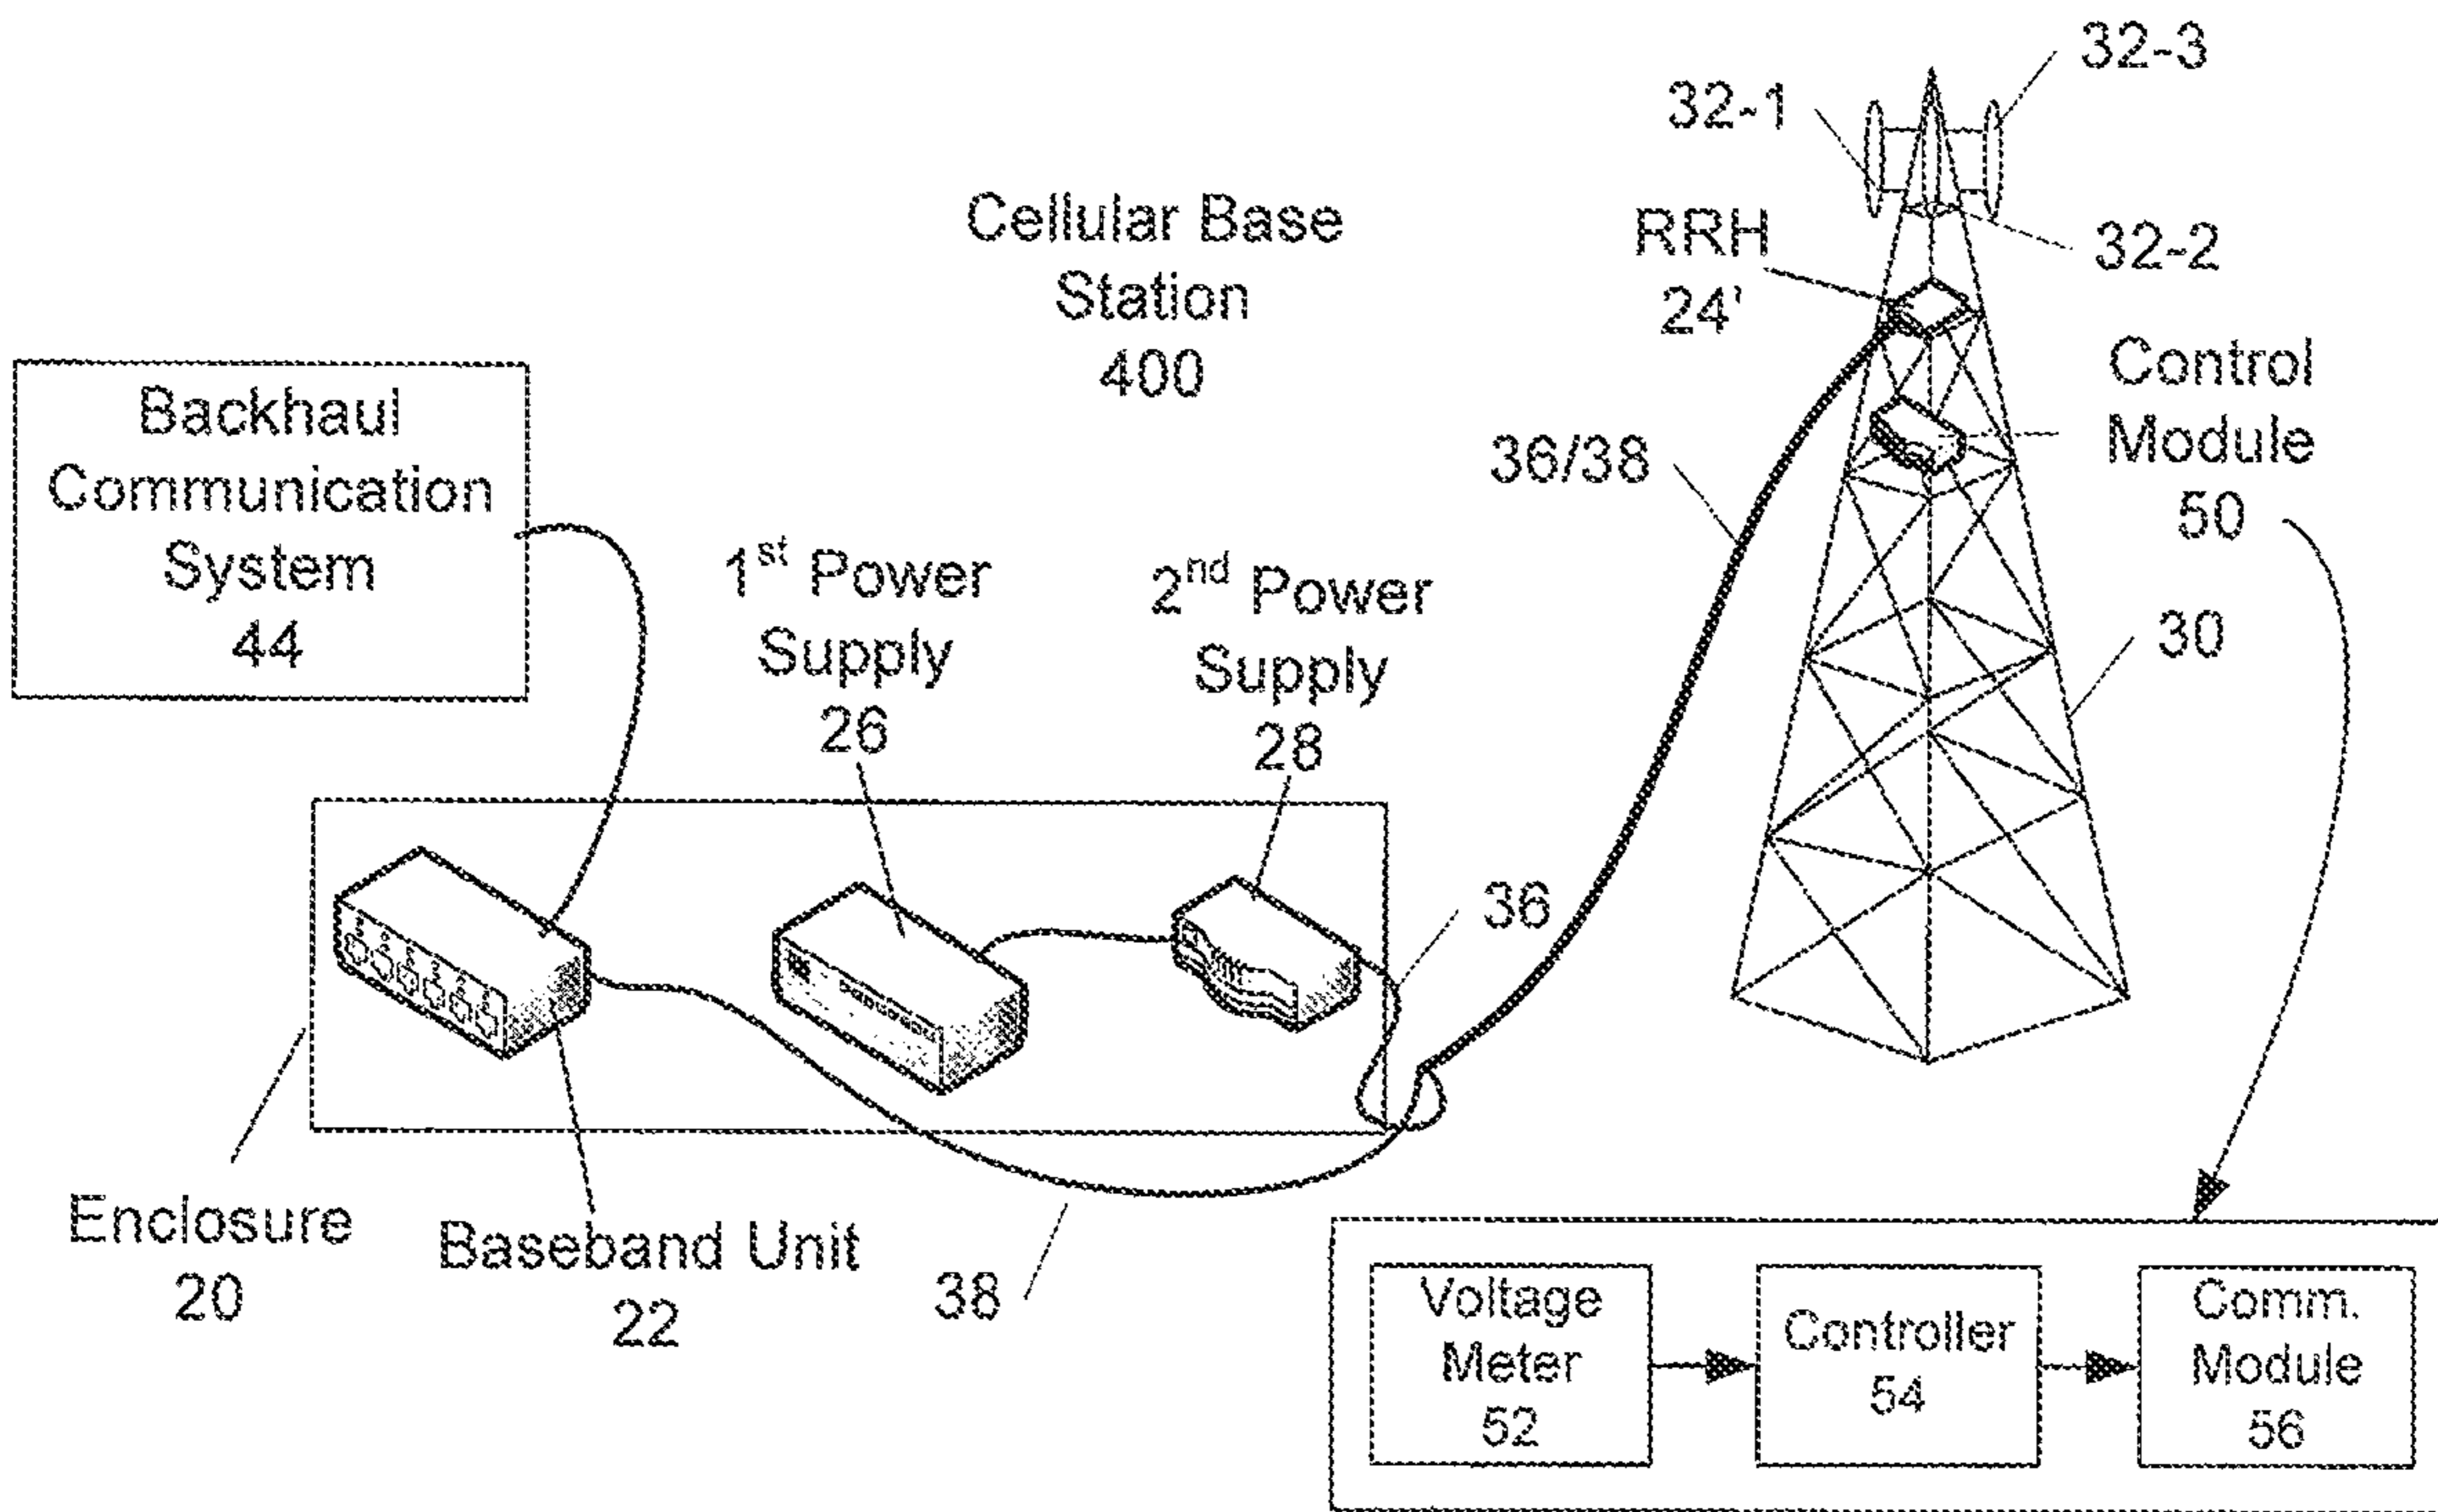 32-3
32-1
Cellular Base
Station
400
RRH
24'
32-2
Control
Module
50
Backhaul
Communication
System
44
36/38
1st Power
Supply
26
2nd Power
Supply
28
30
36
Enclosure
20
Baseband Unit
22
38
Voltage
Meter
52
Controller
54
Comm.
Module
56